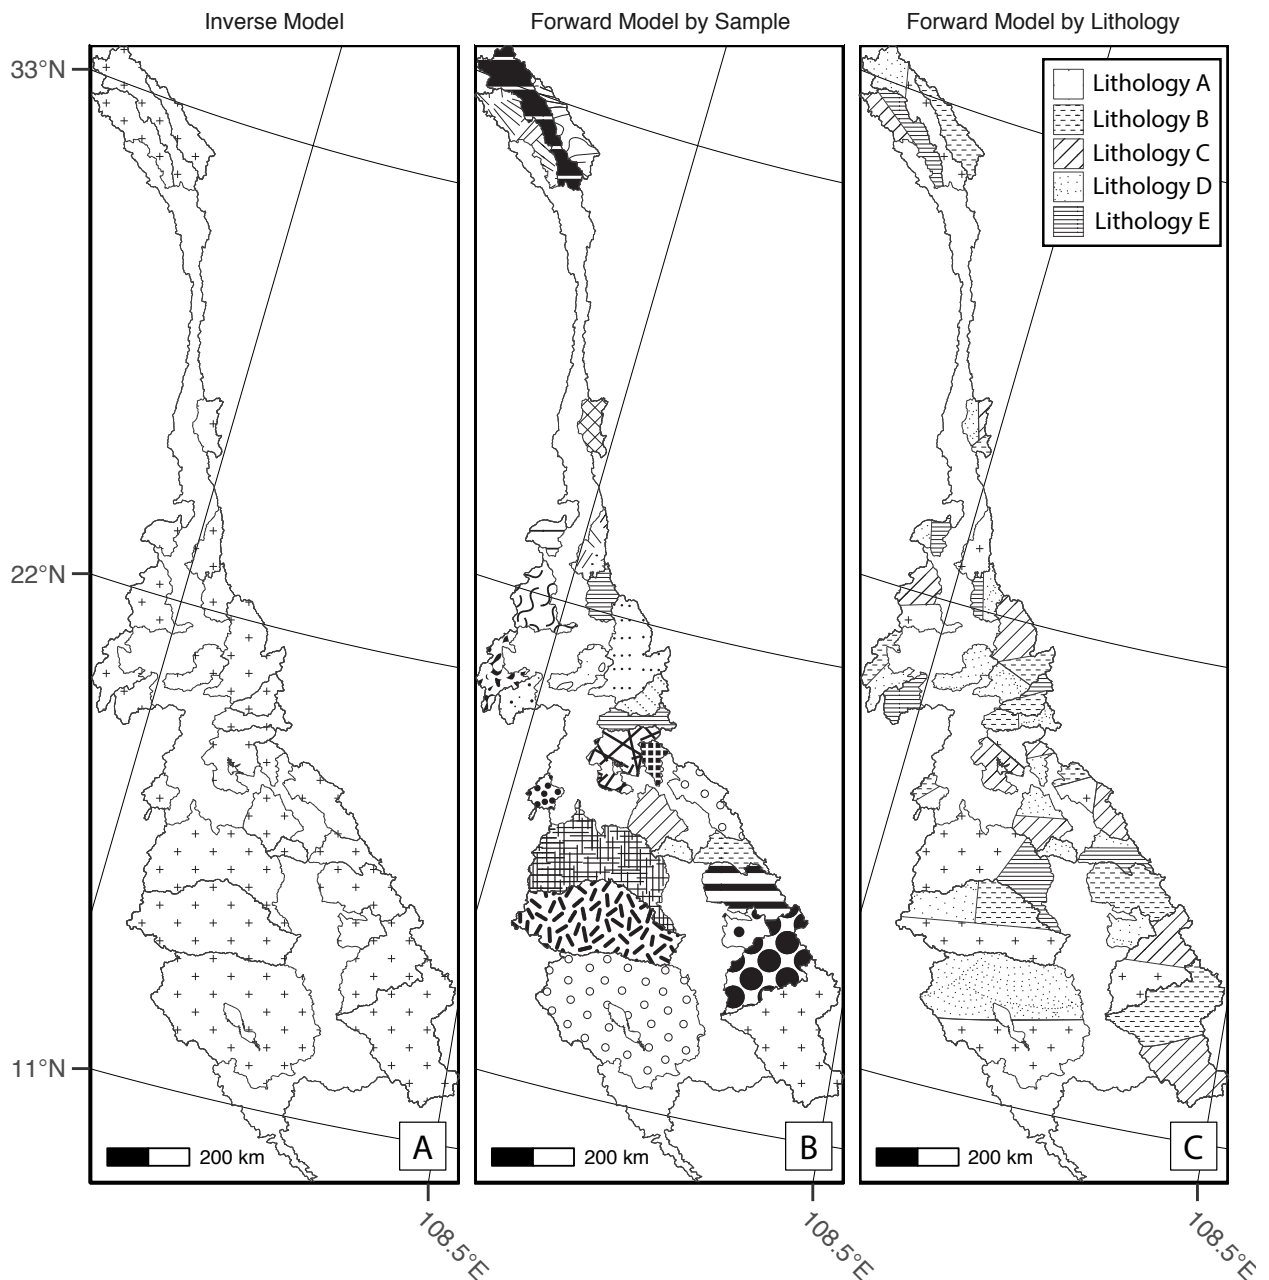 Inverse Model
Forward Model by Sample
Forward Model by Lithology
33°N
22°N
11°N
Lithology A
Lithology B
Lithology C
Lithology D
Lithology E
200 km
A
200 km
B
200 km
C
108.5°E
108.5°E
108.5°E